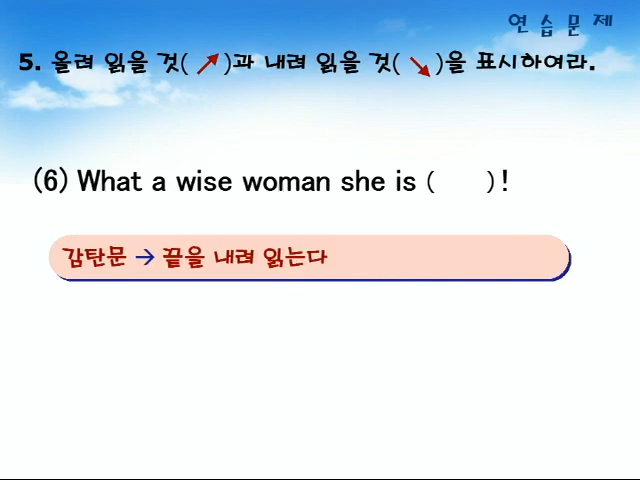 연습문제
5. 올려 읽을 것(↗)과 내려 읽을 것(↘)을 표시하여라.
(6) What a wise woman she is ( )!
감탄문 → 끝을 내려 읽는다